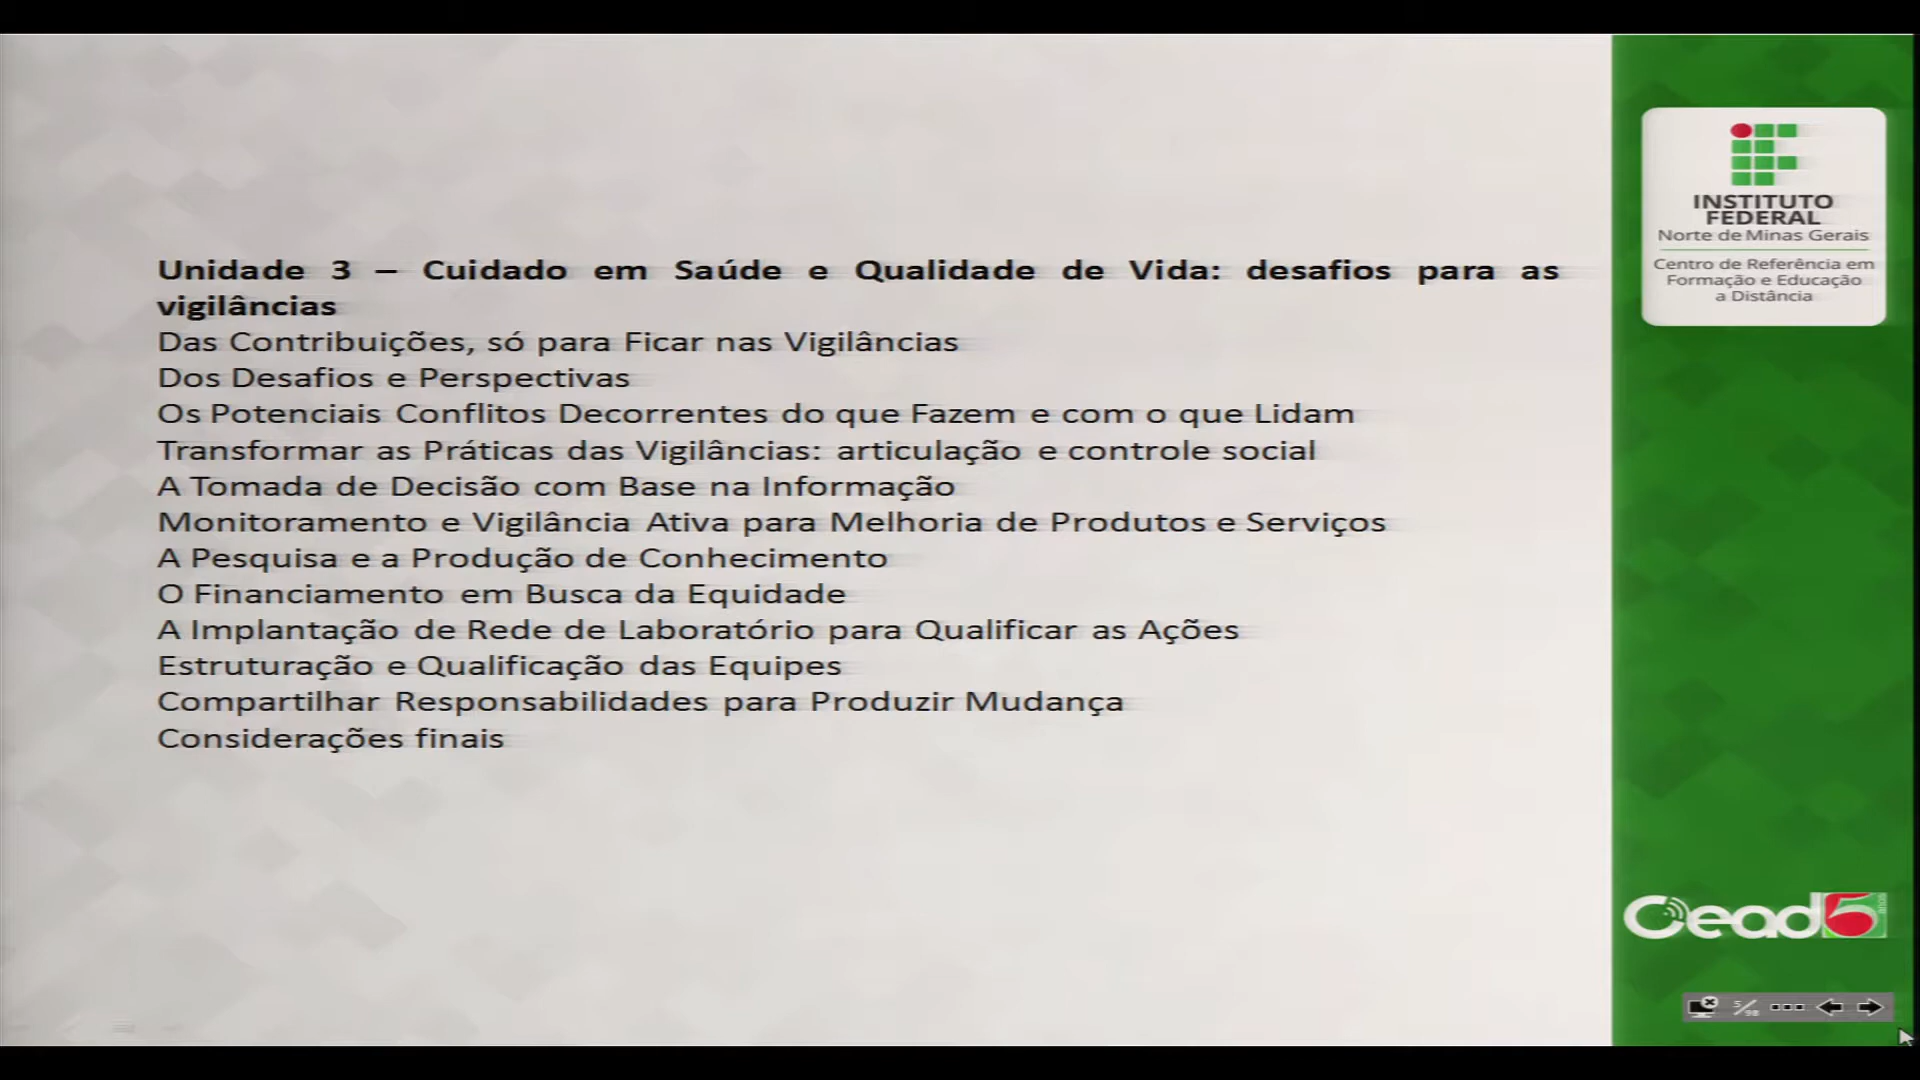 Unidade 3 – Cuidado em Saúde e Qualidade de Vida: desafios para as
vigilâncias
Das Contribuições, só para Ficar nas Vigilâncias
Dos Desafios e Perspectivas
Os Potenciais Conflitos Decorrentes do que Fazem e com o que Lidam
Transformar as Práticas das Vigilâncias: articulação e controle social
A Tomada de Decisão com Base na Informação
Monitoramento e Vigilância Ativa para Melhoria de Produtos e Serviços
A Pesquisa e a Produção de Conhecimento
O Financiamento em Busca da Equidade
A Implantação de Rede de Laboratório para Qualificar as Ações
Estruturação e Qualificação das Equipes
Compartilhar Responsabilidades para Produzir Mudança
Considerações finais
INSTITUTO
FEDERAL
Norte de Minas Gerais
Centro de Referência em
Formação e Educação
a Distância
Cead 5 anos
5/98